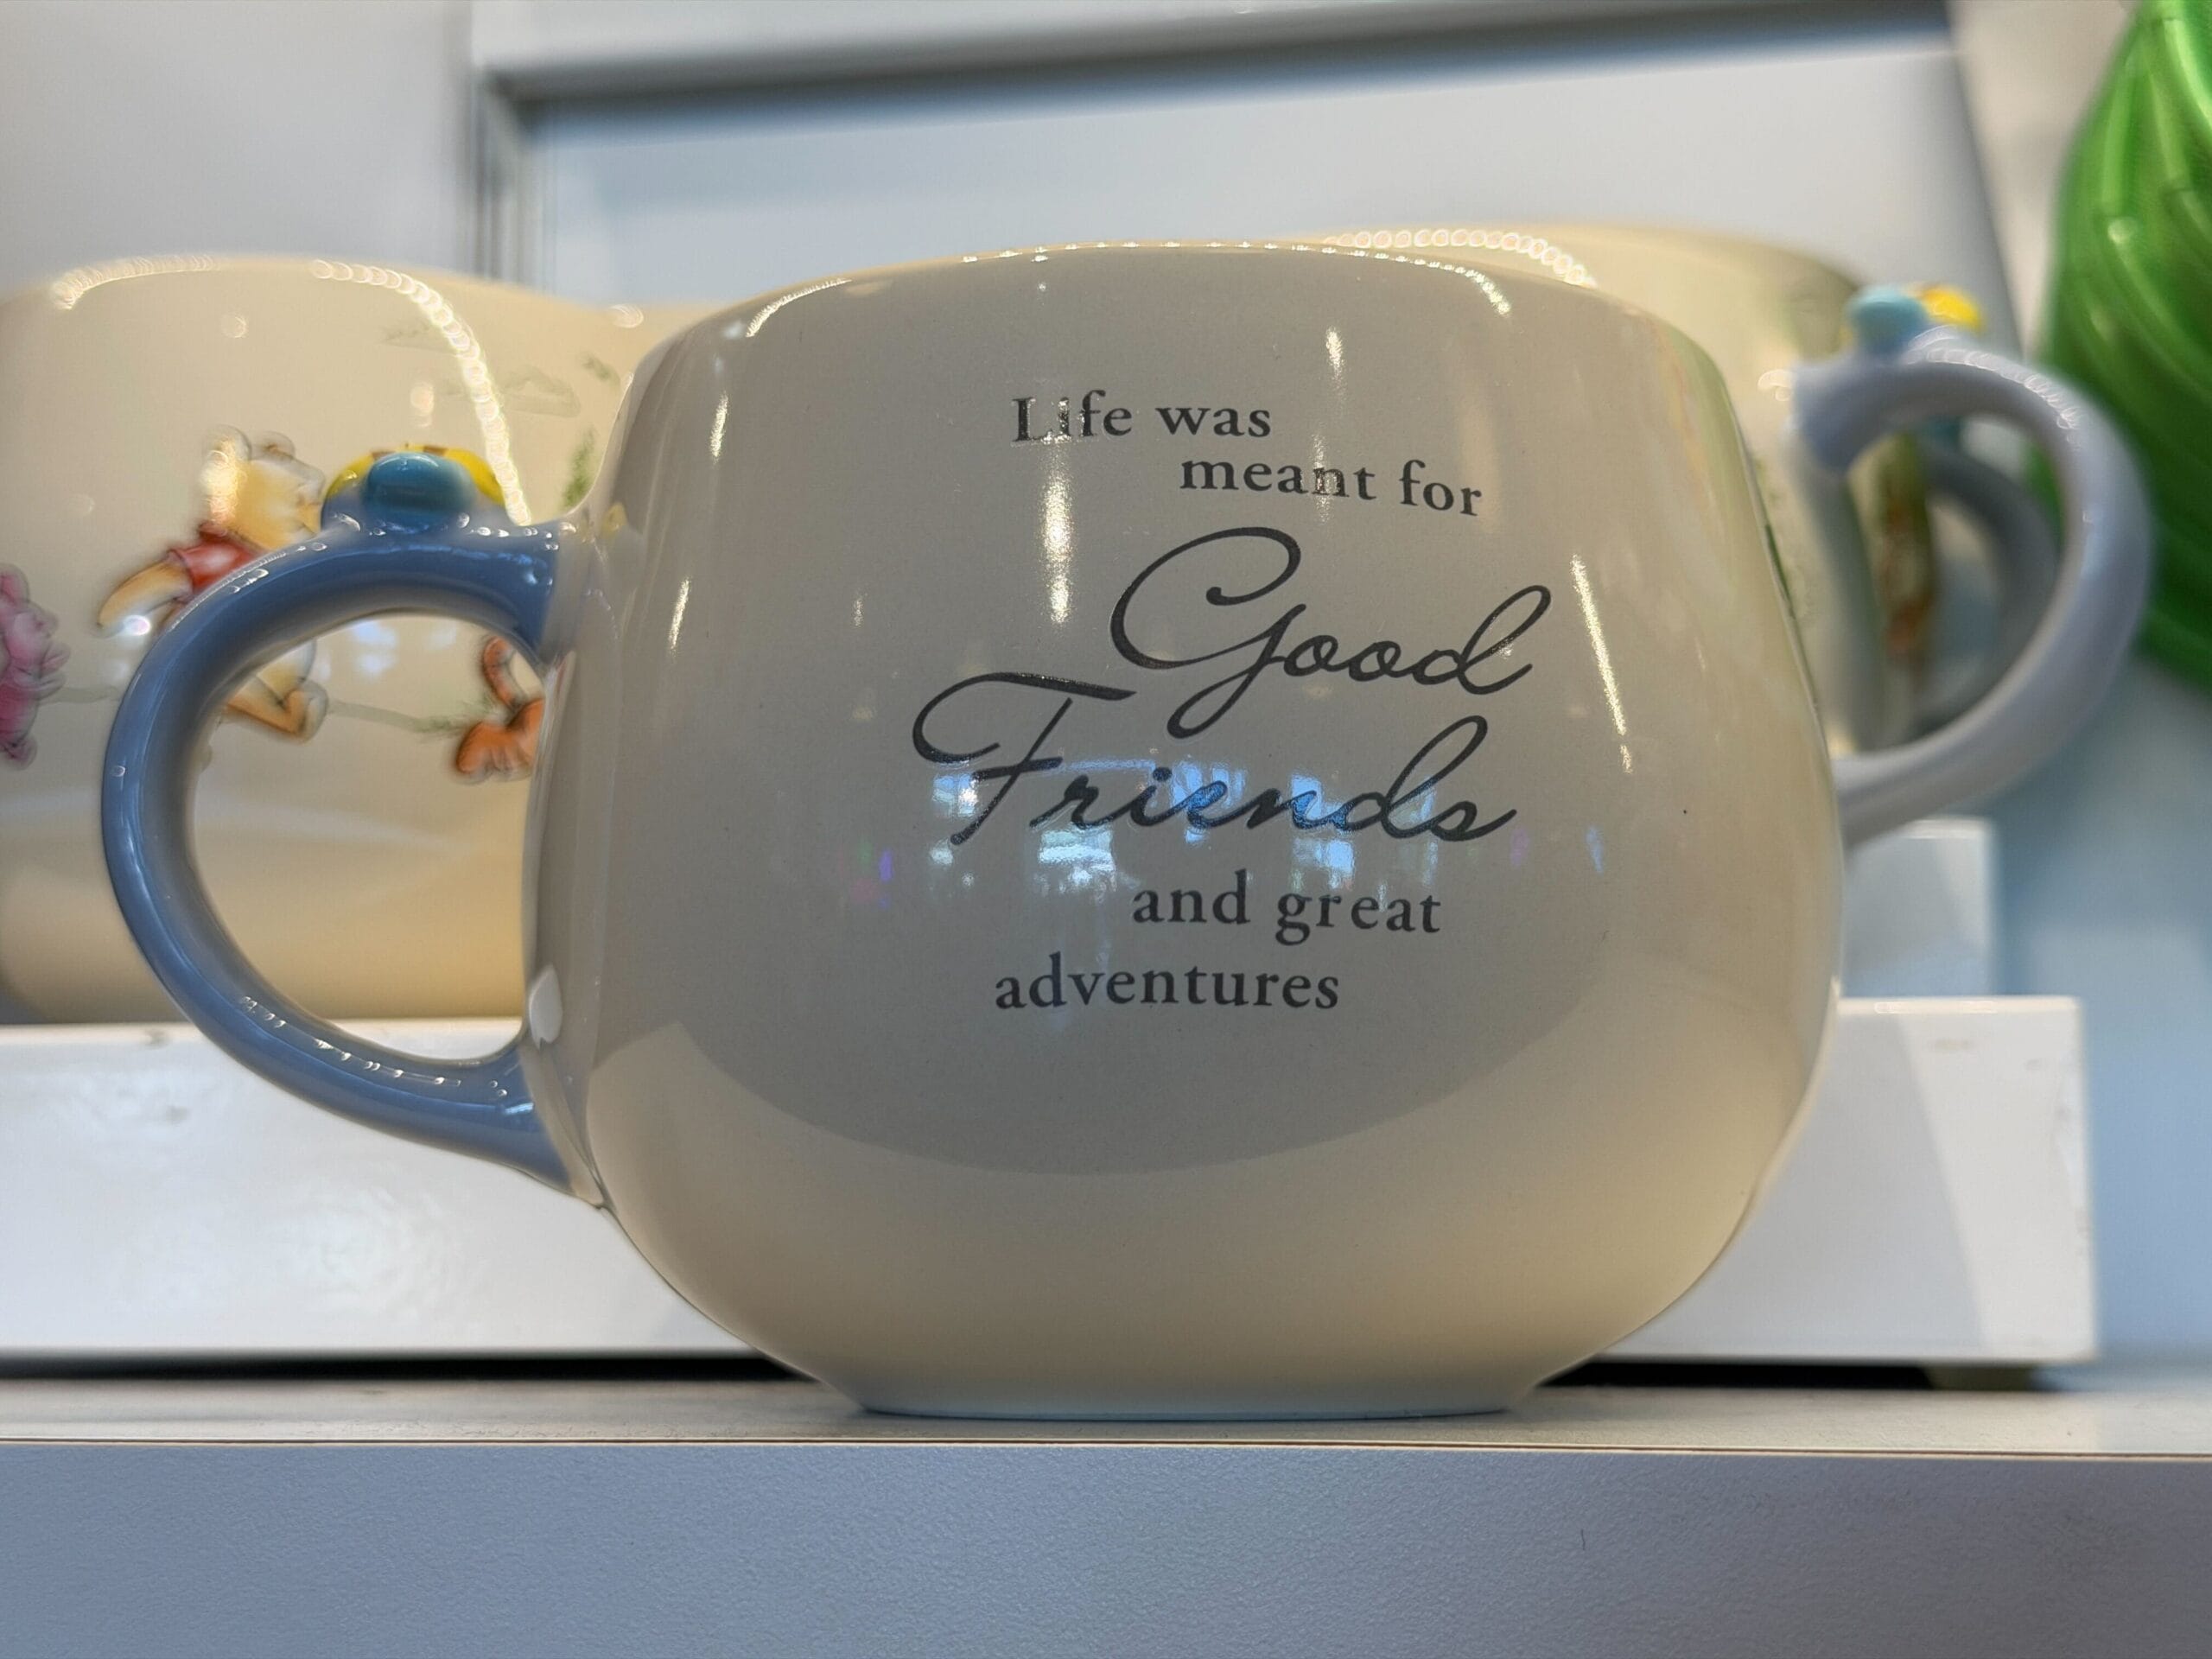 Life was
meant for
Good
Friends
and great
adventures